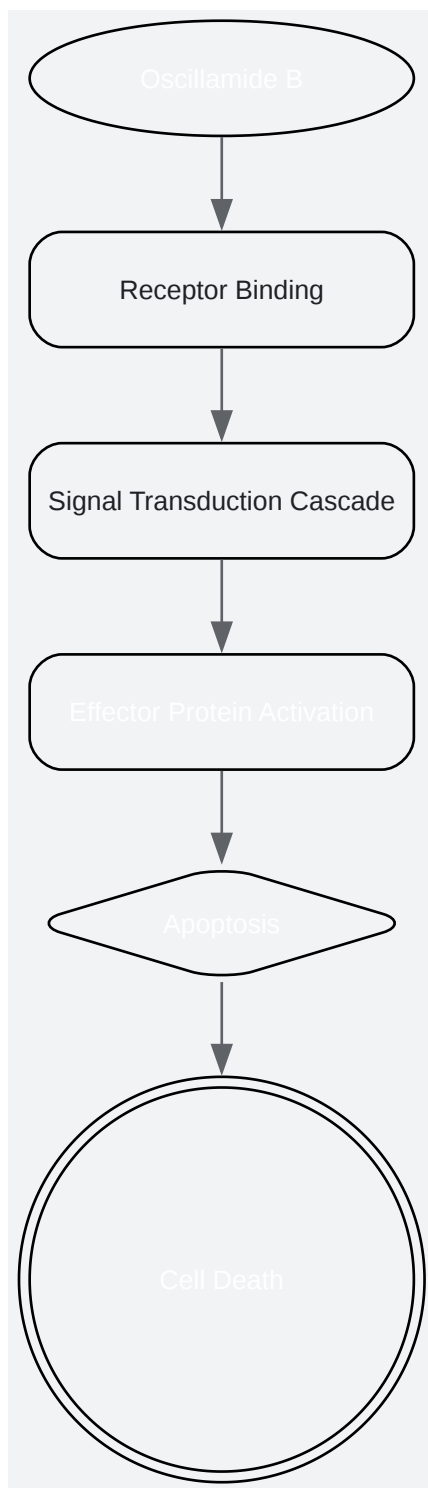 Oscillamide B
Receptor Binding
Signal Transduction Cascade
Effector Protein Activation
Apoptosis
Cell Death